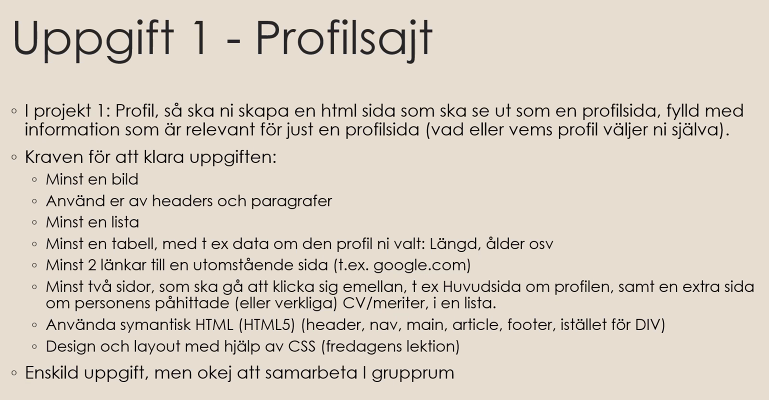 Uppgift 1 - Profilsajt
◦ I projekt 1: Profil, så ska ni skapa en html sida som ska se ut som en profilsida, fylld med
information som är relevant för just en profilsida (vad eller vems profil väljer ni själva).
◦ Kraven för att klara uppgiften:
◦ Minst en bild
◦ Använd er av headers och paragrafer
◦ Minst en lista
◦ Minst en tabell, med t ex data om den profil ni valt: Längd, ålder osv
◦ Minst 2 länkar till en utomstående sida (t.ex. google.com)
◦ Minst två sidor, som ska gå att klicka sig emellan, t ex Huvudsida om profilen, samt en extra sida
om personens påhittade (eller verkliga) CV/meriter, i en lista.
◦ Använda symantisk HTML (HTML5) (header, nav, main, article, footer, istället för DIV)
◦ Design och layout med hjälp av CSS (fredagens lektion)
◦ Enskild uppgift, men okej att samarbeta I grupprum